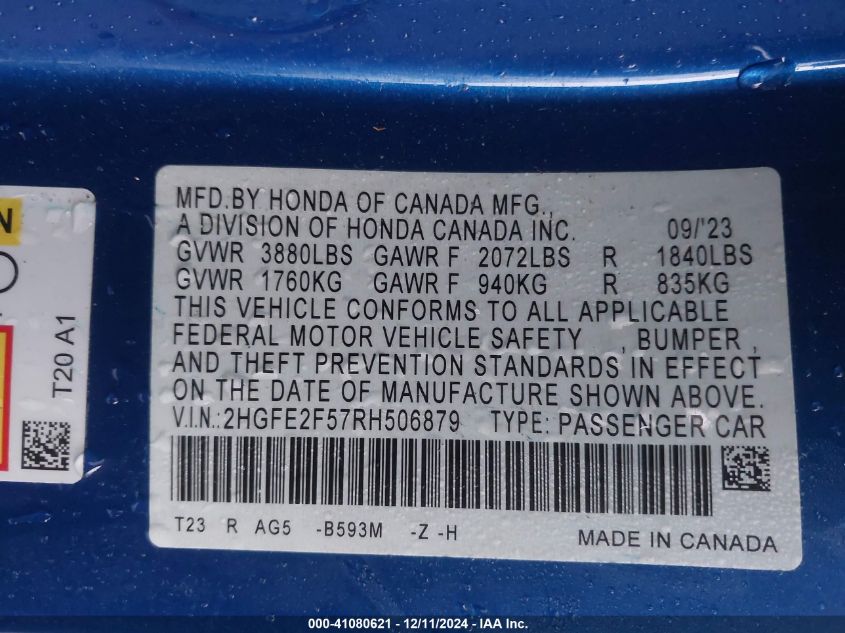 MFD.BY HONDA OF CANADA MFG.,
A DIVISION OF HONDA CANADA INC. 09/'23
GVWR 3880LBS GAWR F 2072LBS R 1840LBS
GVWR 1760KG GAWR F 940KG R 835KG
THIS VEHICLE CONFORMS TO ALL APPLICABLE
FEDERAL MOTOR VEHICLE SAFETY , BUMPER ,
AND THEFT PREVENTION STANDARDS IN EFFECT
ON THE DATE OF MANUFACTURE SHOWN ABOVE.
V.I.N.:2HGFE2F57RH506879 TYPE: PASSENGER CAR
T23 R AG5 -B593M -Z -H
MADE IN CANADA
N
T20 A1
000-41080621 - 12/11/2024 - IEAAI, Inc.